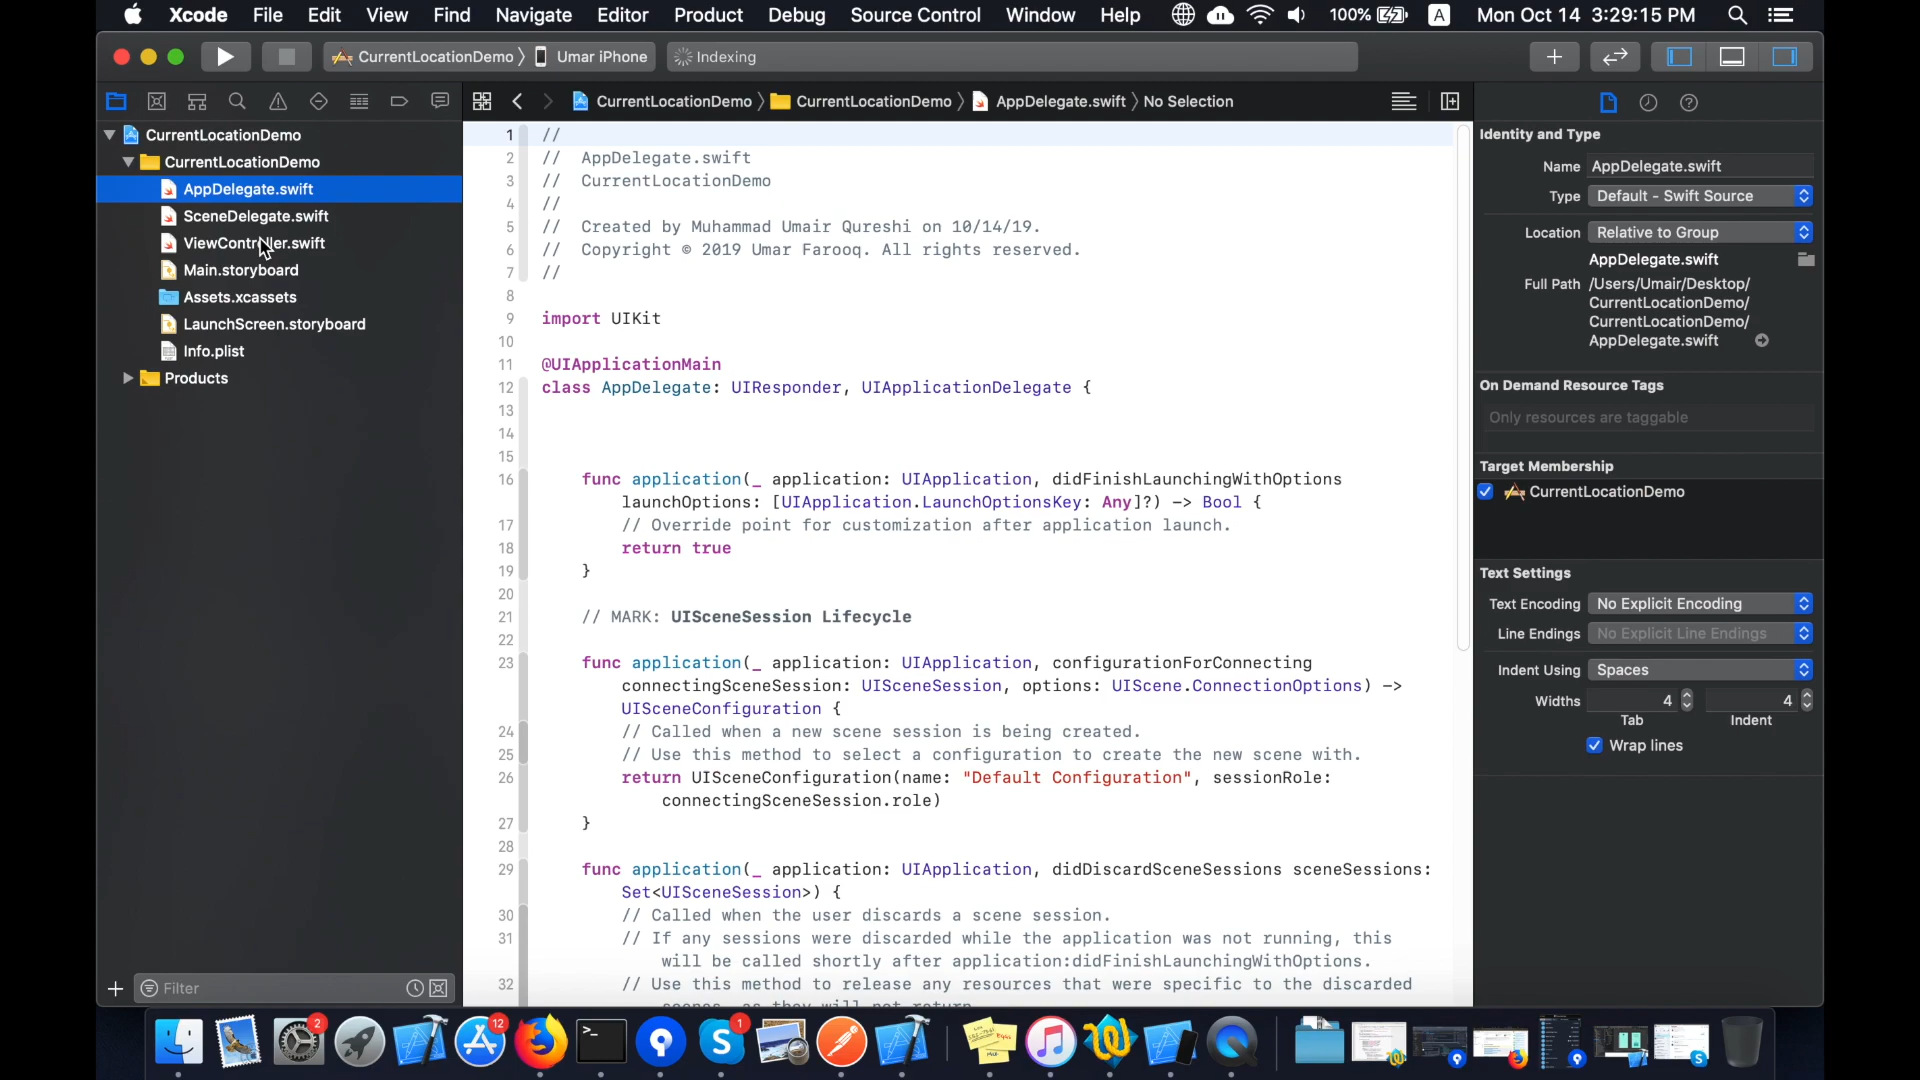 Xcode File Edit View Find Navigate Editor Product Debug Source Control Window Help 100% A Mon Oct 14 3:29:15 PM
CurrentLocationDemo Umar iPhone Indexing
CurrentLocationDemo CurrentLocationDemo AppDelegate.swift No Selection
CurrentLocationDemo
CurrentLocationDemo
AppDelegate.swift
SceneDelegate.swift
ViewController.swift
Main.storyboard
Assets.xcassets
LaunchScreen.storyboard
Info.plist
Products
Filter
1 //
2 // AppDelegate.swift
3 // CurrentLocationDemo
4 //
5 // Created by Muhammad Umair Qureshi on 10/14/19.
6 // Copyright © 2019 Umar Farooq. All rights reserved.
7 //
8
9 import UIKit
10
11 @UIApplicationMain
12 class AppDelegate: UIResponder, UIApplicationDelegate {
13
14
15
16 func application(_ application: UIApplication, didFinishLaunchingWithOptions
launchOptions: [UIApplication.LaunchOptionsKey: Any]?) -> Bool {
17 // Override point for customization after application launch.
18 return true
19 }
20
21 // MARK: UISceneSession Lifecycle
22
23 func application(_ application: UIApplication, configurationForConnecting
connectingSceneSession: UISceneSession, options: UIScene.ConnectionOptions) ->
UISceneConfiguration {
24 // Called when a new scene session is being created.
25 // Use this method to select a configuration to create the new scene with.
26 return UISceneConfiguration(name: "Default Configuration", sessionRole:
connectingSceneSession.role)
27 }
28
29 func application(_ application: UIApplication, didDiscardSceneSessions sceneSessions:
Set<UISceneSession>) {
30 // Called when the user discards a scene session.
31 // If any sessions were discarded while the application was not running, this
will be called shortly after application:didFinishLaunchingWithOptions.
32 // Use this method to release any resources that were specific to the discarded
scenes, as they will not return.
Identity and Type
Name AppDelegate.swift
Type Default - Swift Source
Location Relative to Group
AppDelegate.swift
Full Path /Users/Umair/Desktop/
CurrentLocationDemo/
CurrentLocationDemo/
AppDelegate.swift
On Demand Resource Tags
Only resources are taggable
Target Membership
CurrentLocationDemo
Text Settings
Text Encoding No Explicit Encoding
Line Endings No Explicit Line Endings
Indent Using Spaces
Widths 4 4
Tab Indent
Wrap lines
2 12 1